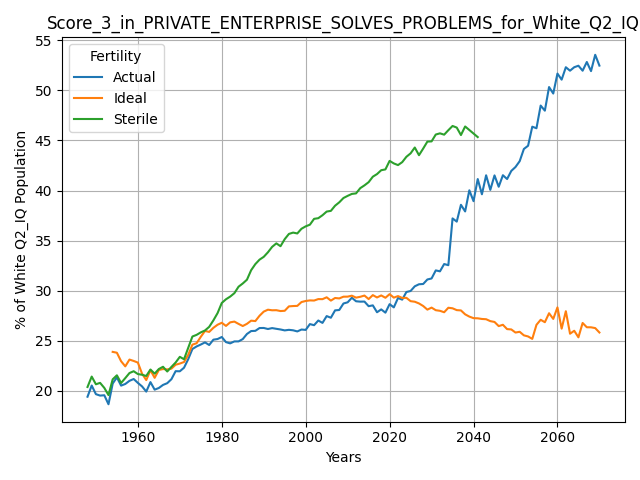 Score_3_in_PRIVATE_ENTERPRISE_SOLVES_PROBLEMS_for_White_Q2_IQ
55
50
45
40
35
30
25
20
% of White Q2_IQ Population
Fertility
Actual
Ideal
Sterile
1960
1980
2000
2020
2040
2060
Years